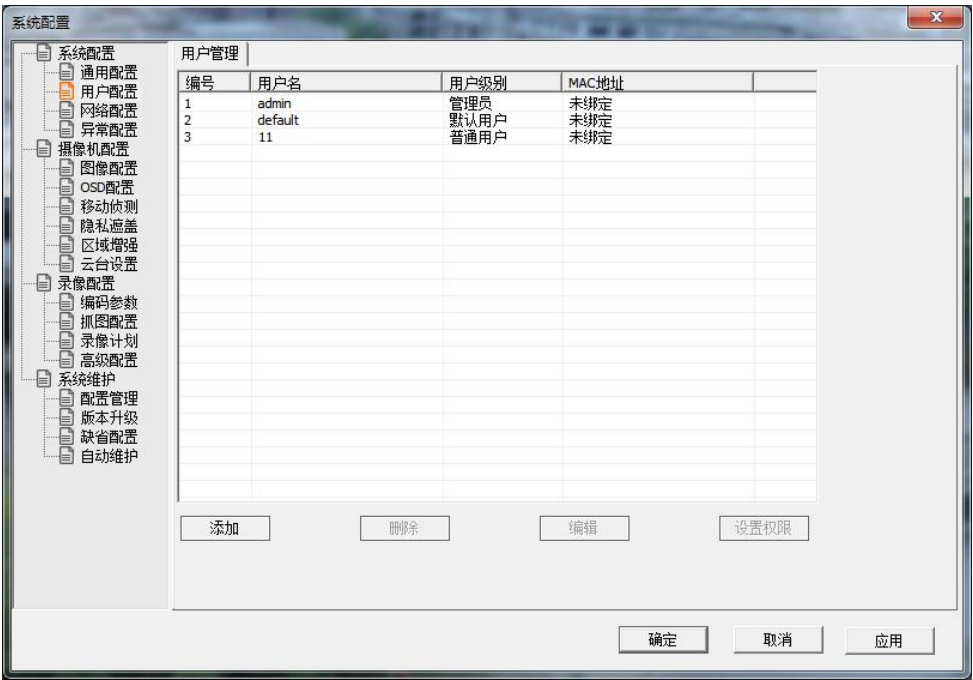 系统配置
系统配置
通用配置
用户配置
网络配置
异常配置
摄像机配置
图像配置
OSD配置
移动侦测
隐私遮盖
区域增强
云台设置
录像配置
编码参数
抓图配置
录像计划
高级配置
系统维护
配置管理
版本升级
缺省配置
自动维护
用户管理
编号 用户名 用户级别 MAC地址
1 admin 管理员 未绑定
2 default 默认用户 未绑定
3 11 普通用户 未绑定
添加 删除 编辑 设置权限
确定 取消 应用